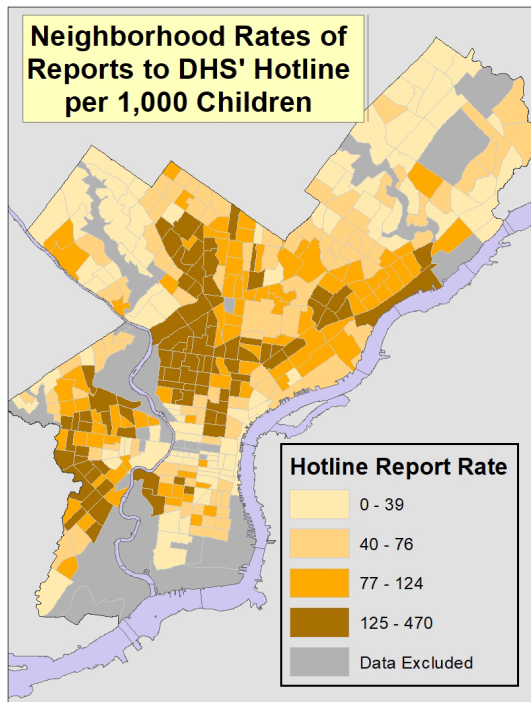 Neighborhood Rates of
Reports to DHS' Hotline
per 1,000 Children
Hotline Report Rate
0 - 39
40 - 76
77 - 124
125 - 470
Data Excluded